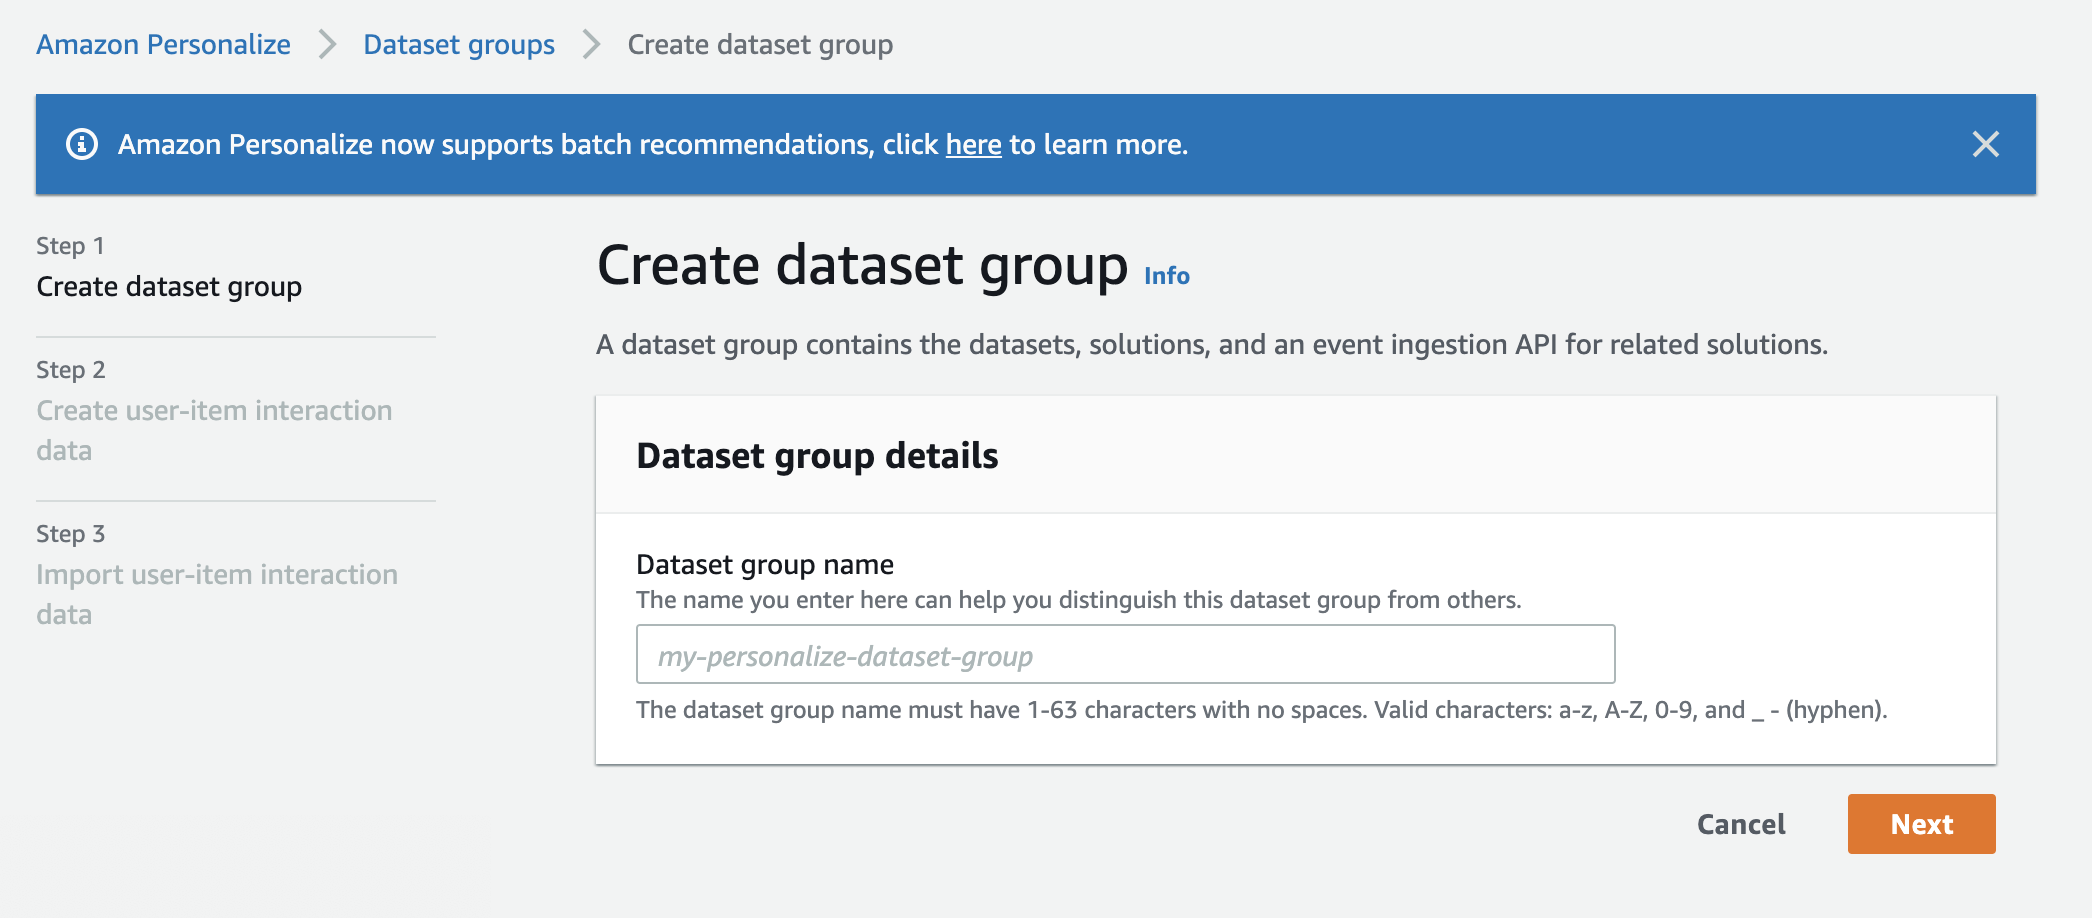 Amazon Personalize > Dataset groups > Create dataset group
Amazon Personalize now supports batch recommendations, click here to learn more.
Step 1
Create dataset group
Step 2
Create user-item interaction
data
Step 3
Import user-item interaction
data
Create dataset group Info
A dataset group contains the datasets, solutions, and an event ingestion API for related solutions.
Dataset group details
Dataset group name
The name you enter here can help you distinguish this dataset group from others.
my-personalize-dataset-group
The dataset group name must have 1-63 characters with no spaces. Valid characters: a-z, A-Z, 0-9, and _ - (hyphen).
Cancel
Next